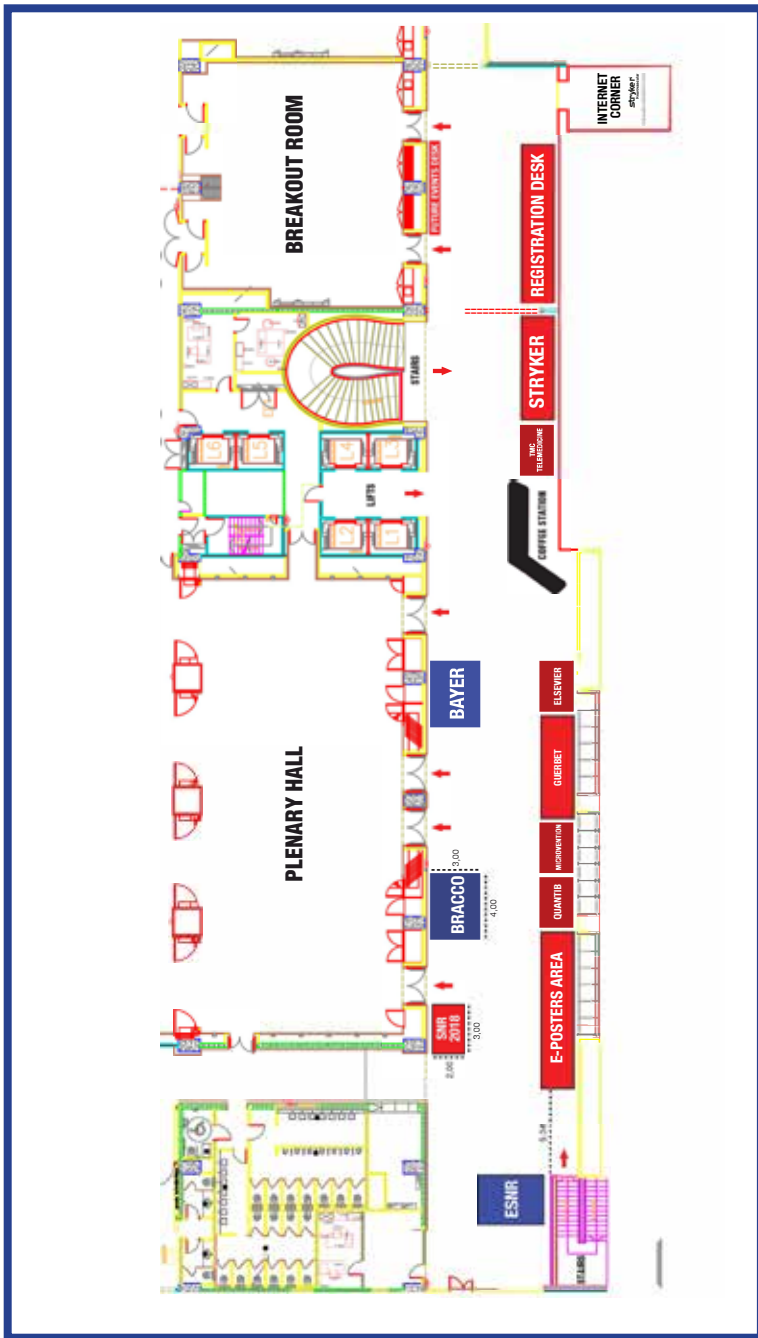 INTERNET
CORNER
stryker
BREAKOUT ROOM
FUTURE EVENTS DESK
REGISTRATION DESK
STRYKER
STAIRS
TMC
TELEMEDICINE
L6
L5
L4
L3
LIFTS
COFFEE STATION
L2
L1
BAYER
ELSEVIER
GUERBET
PLENARY HALL
MICROVENTION
3,00
BRACCO
4,00
QUANTIB
E-POSTERS AREA
SNR
2018
3,00
2,00
ESNR
STAIRS